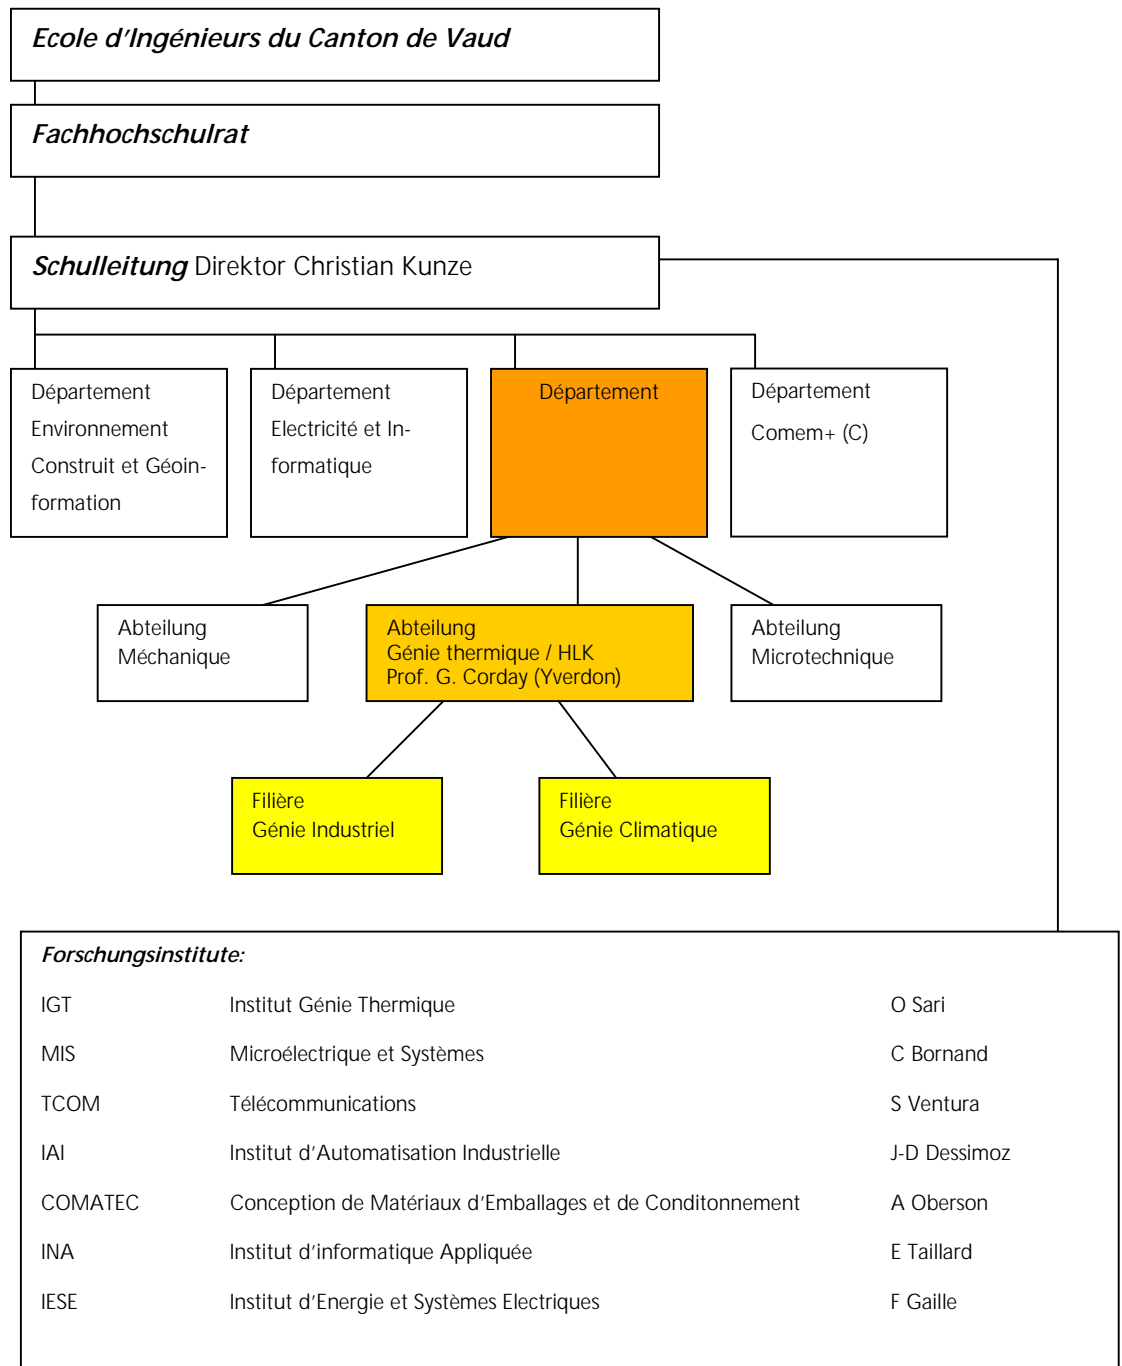 Ecole d'Ingénieurs du Canton de Vaud
Fachhochschulrat
Schulleitung Direktor Christian Kunze
Département
Environnement
Construit et Géoin-
formation
Département
Electricité et In-
formatique
Département
Département
Comem+ (C)
Abteilung
Méchanique
Abteilung
Génie thermique / HLK
Prof. G. Corday (Yverdon)
Abteilung
Microtechnique
Filière
Génie Industriel
Filière
Génie Climatique
Forschungsinstitute:
IGT Institut Génie Thermique O Sari
MIS Microélectrique et Systèmes C Bornand
TCOM Télécommunications S Ventura
IAI Institut d'Automatisation Industrielle J-D Dessimoz
COMATEC Conception de Matériaux d'Emballages et de Conditonnement A Oberson
INA Institut d'informatique Appliquée E Taillard
IESE Institut d'Energie et Systèmes Electriques F Gaille